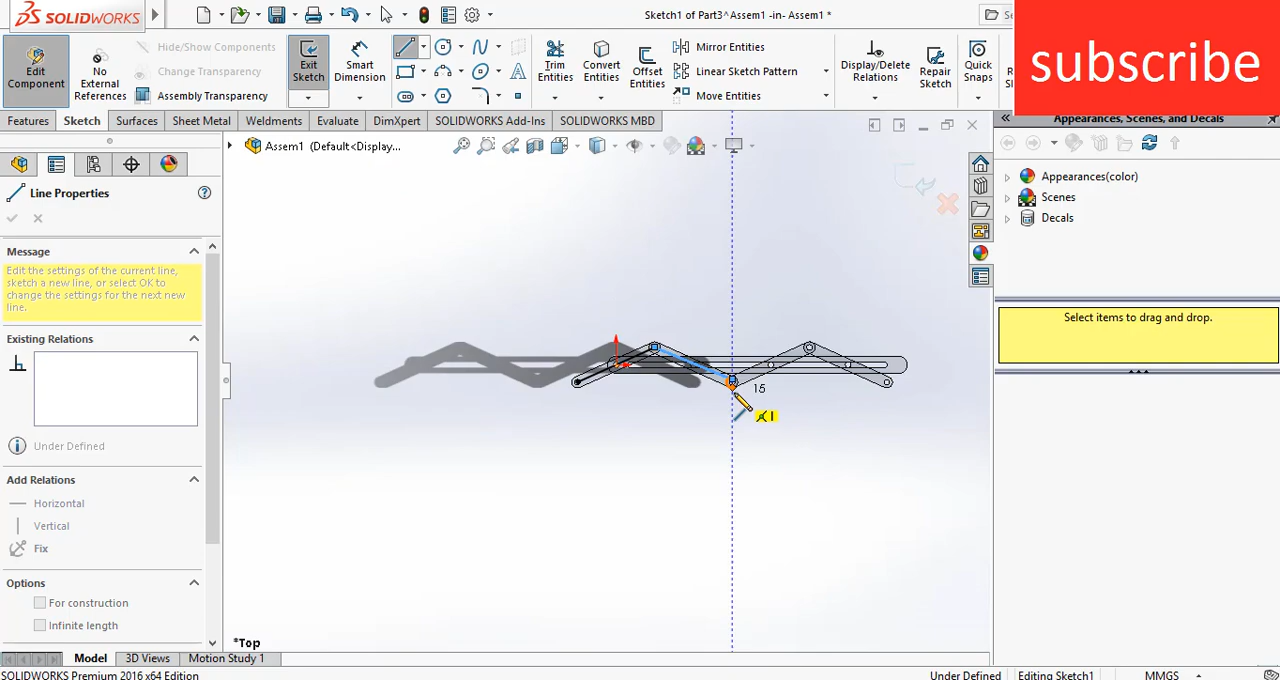 SOLIDWORKS
Sketch1 of Part3^Assem1 -in- Assem1 *
subscribe
Edit Component
No External References
Hide/Show Components
Change Transparency
Assembly Transparency
Exit Sketch
Smart Dimension
Trim Entities
Convert Entities
Offset Entities
Mirror Entities
Linear Sketch Pattern
Move Entities
Display/Delete Relations
Repair Sketch
Quick Snaps
Features
Sketch
Surfaces
Sheet Metal
Weldments
Evaluate
DimXpert
SOLIDWORKS Add-Ins
SOLIDWORKS MBD
Appearances, Scenes, and Decals
Assem1 (Default<Display...
Line Properties
Message
Edit the settings of the current line,
sketch a new line, or select OK to
change the settings for the next new
line.
Existing Relations
Under Defined
Add Relations
Horizontal
Vertical
Fix
Options
For construction
Infinite length
15
*Top
Appearances(color)
Scenes
Decals
Select items to drag and drop.
Model
3D Views
Motion Study 1
SOLIDWORKS Premium 2016 x64 Edition
Under Defined
Editing Sketch1
MMGS